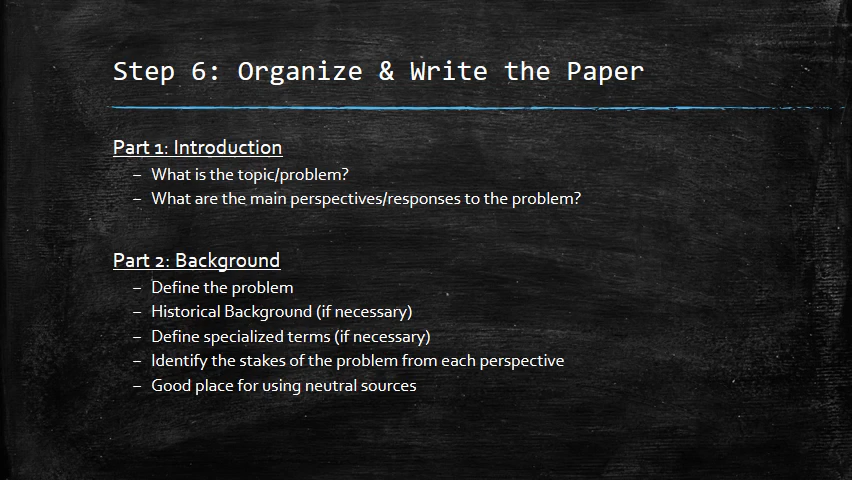 Step 6: Organize & Write the Paper
Part 1: Introduction
– What is the topic/problem?
– What are the main perspectives/responses to the problem?
Part 2: Background
– Define the problem
– Historical Background (if necessary)
– Define specialized terms (if necessary)
– Identify the stakes of the problem from each perspective
– Good place for using neutral sources